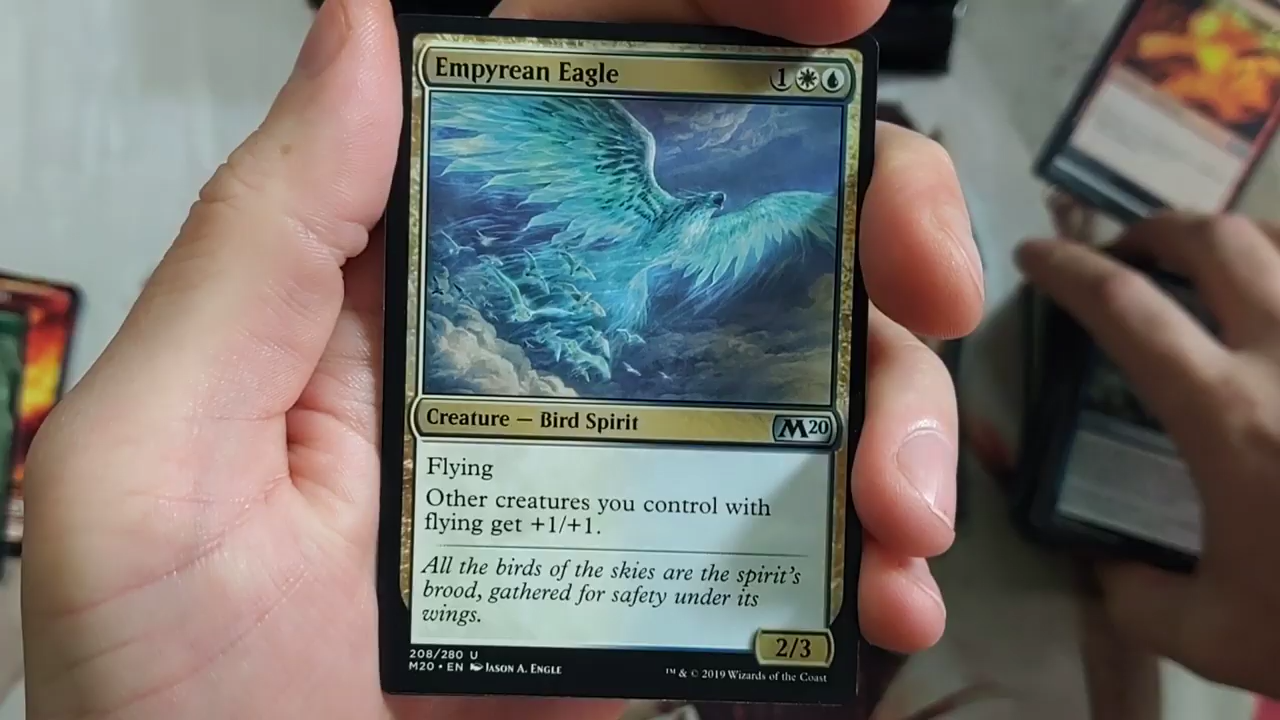 Empyrean Eagle 1
Creature — Bird Spirit M20
Flying
Other creatures you control with
flying get +1/+1.
All the birds of the skies are the spirit's
brood, gathered for safety under its
wings.
2/3
208/280 U
M20 • EN Jason A. Engle
™ & © 2019 Wizards of the Coast